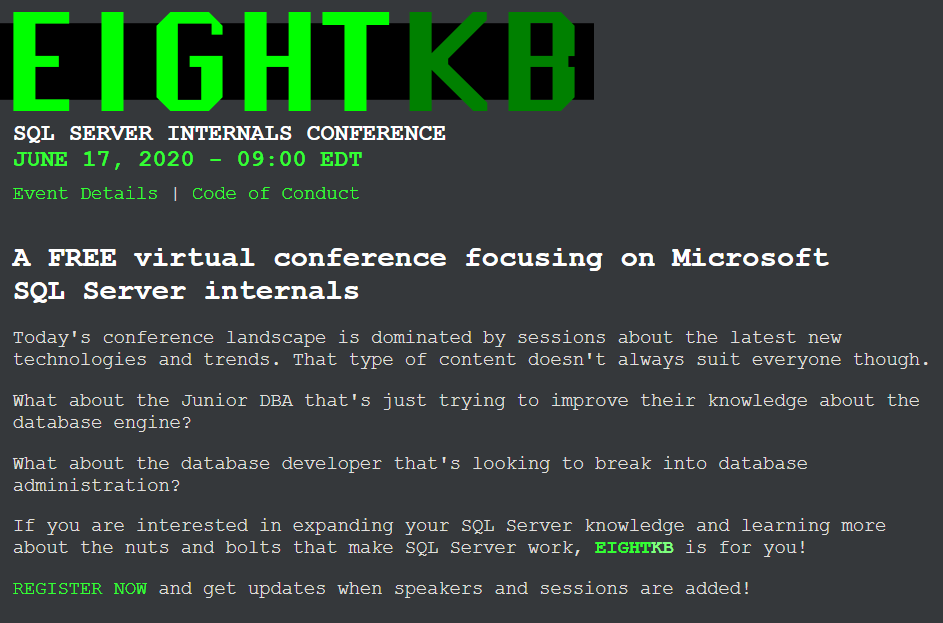 EIGHTKB
SQL SERVER INTERNALS CONFERENCE
JUNE 17, 2020 - 09:00 EDT
Event Details | Code of Conduct
A FREE virtual conference focusing on Microsoft
SQL Server internals
Today's conference landscape is dominated by sessions about the latest new
technologies and trends. That type of content doesn't always suit everyone though.
What about the Junior DBA that's just trying to improve their knowledge about the
database engine?
What about the database developer that's looking to break into database
administration?
If you are interested in expanding your SQL Server knowledge and learning more
about the nuts and bolts that make SQL Server work, EIGHTKB is for you!
REGISTER NOW and get updates when speakers and sessions are added!